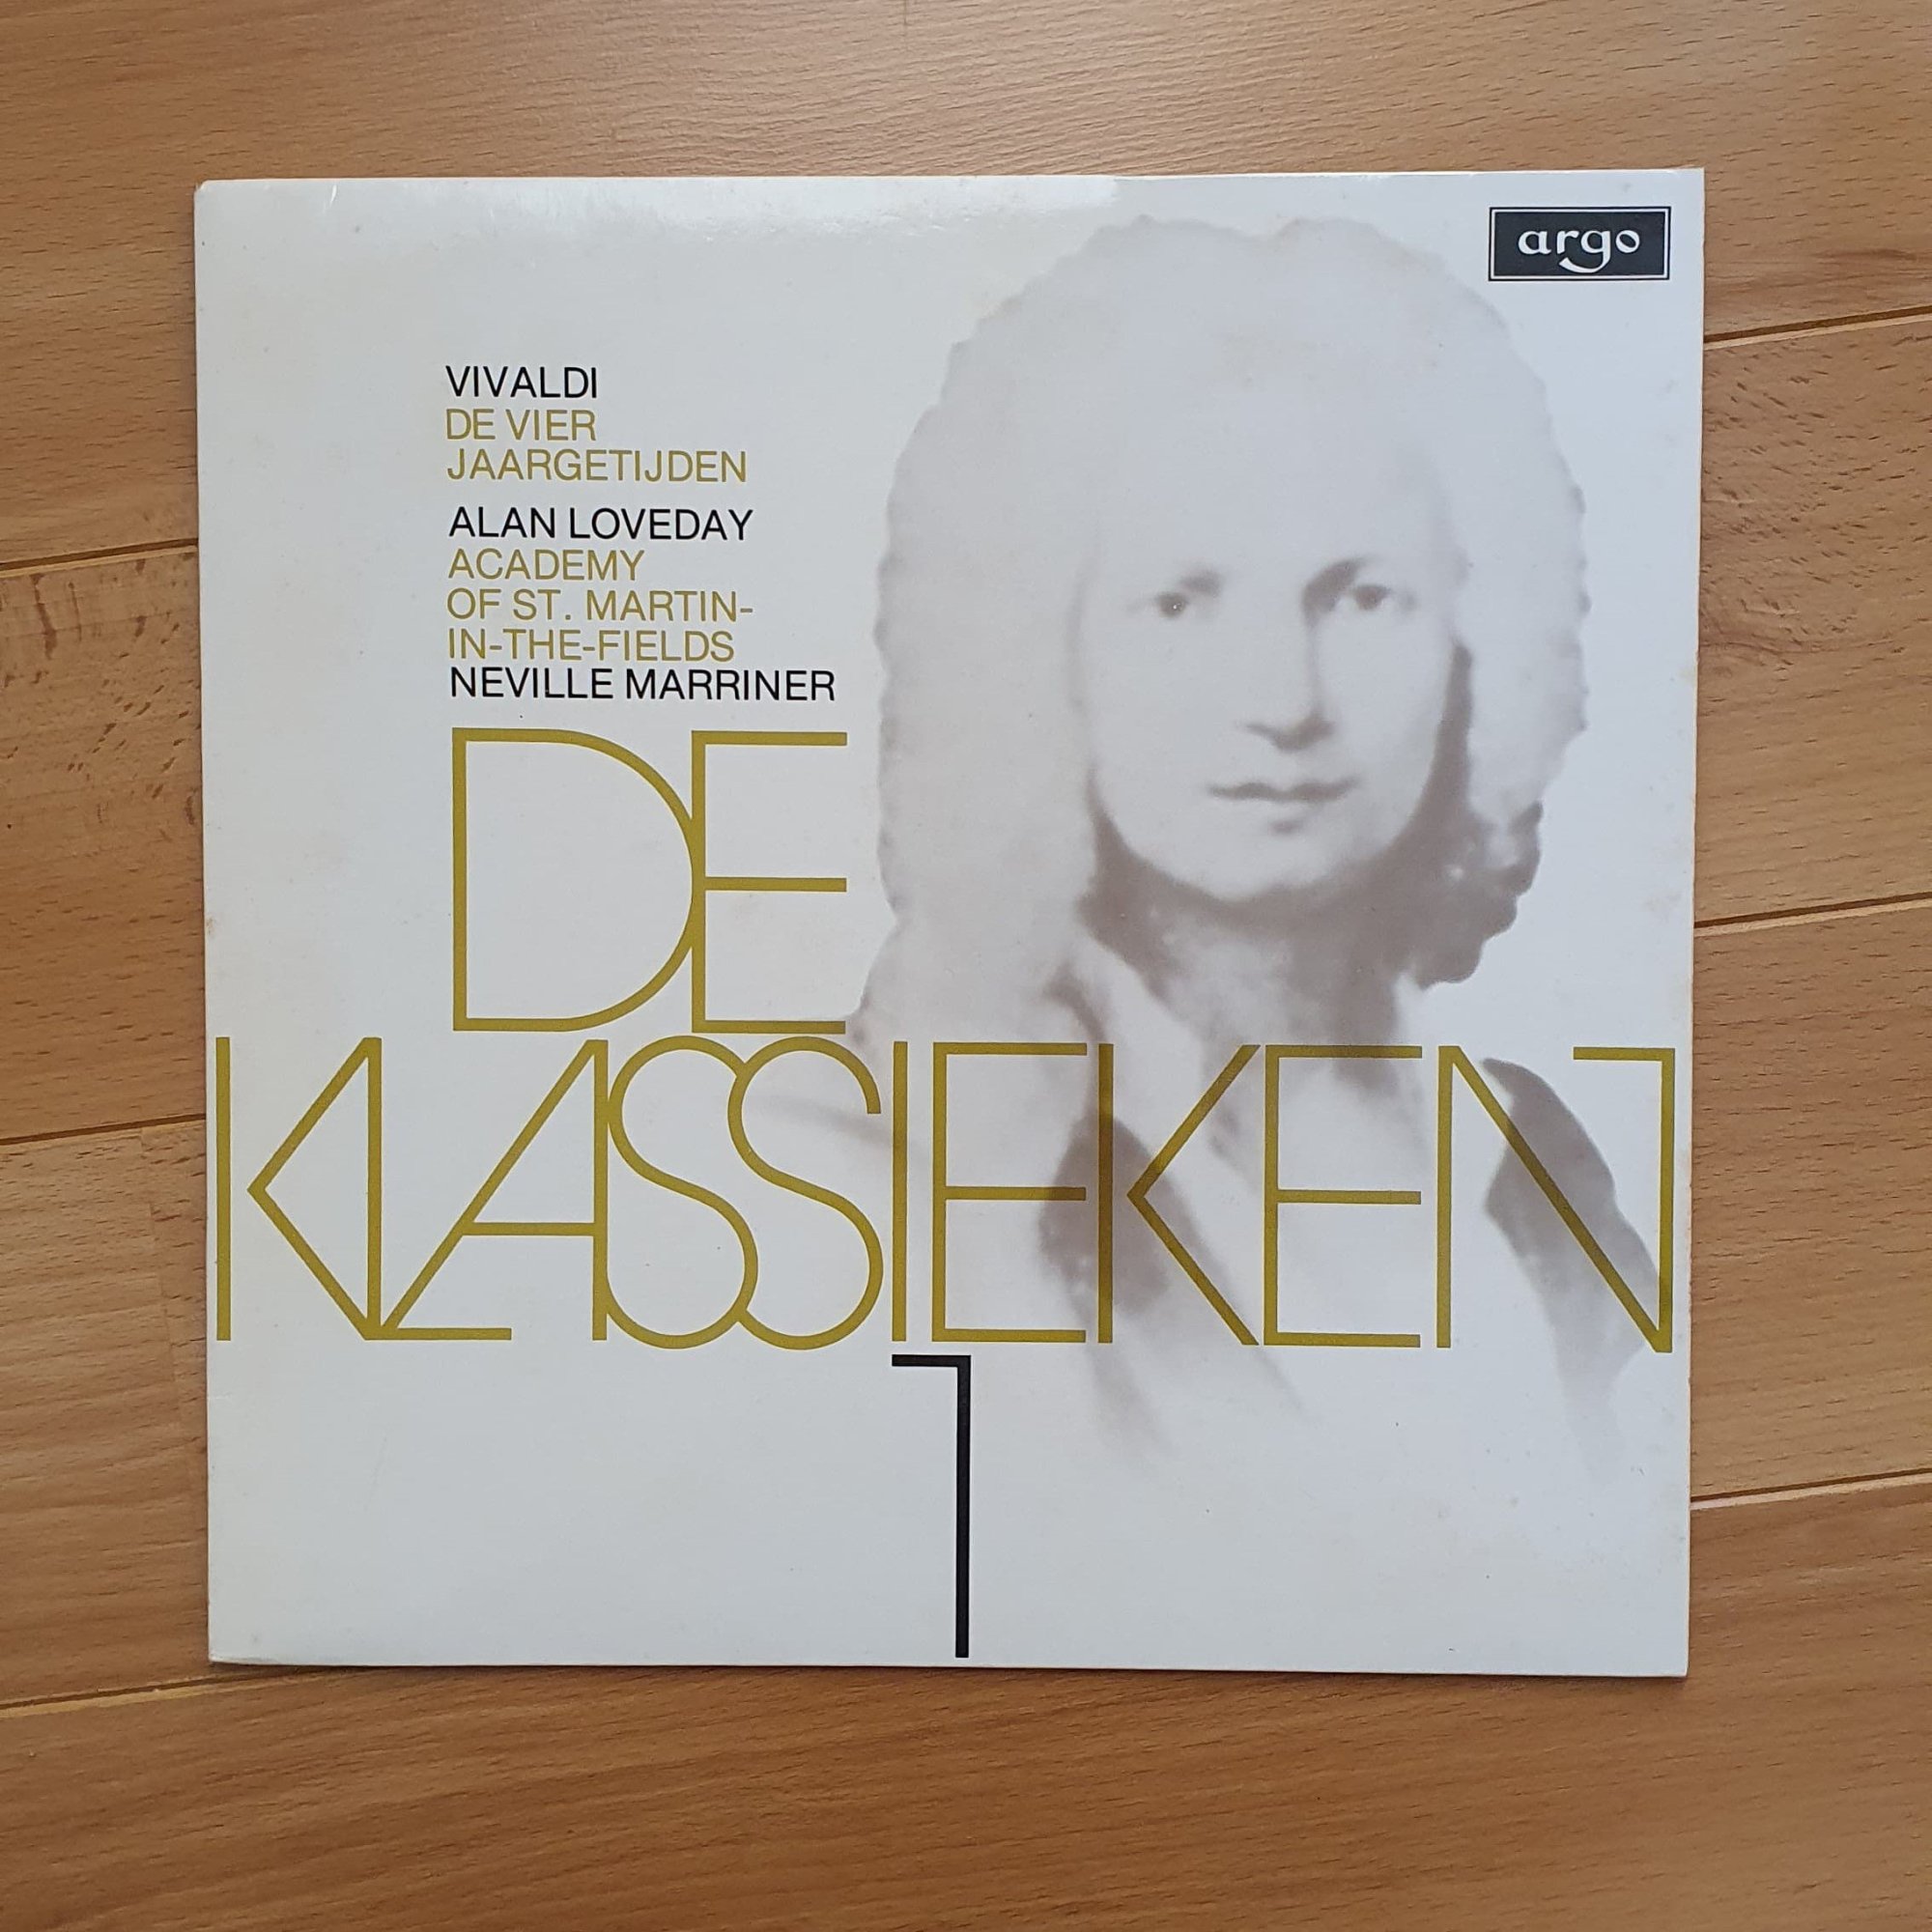 argo
VIVALDI
DE VIER
JAARGETIJDEN
ALAN LOVEDAY
ACADEMY
OF ST. MARTIN-
IN-THE-FIELDS
NEVILLE MARRINER
DE
KLASSIEKEN
1